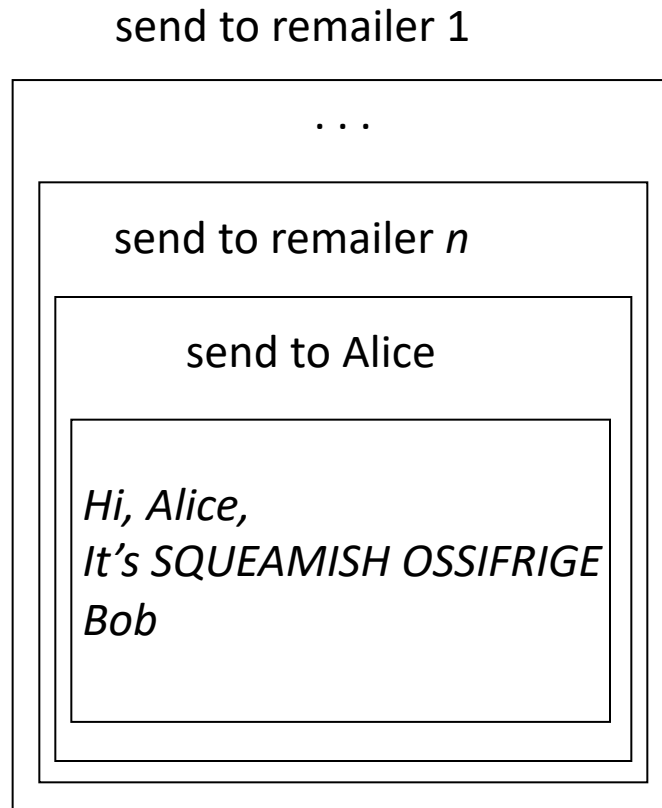 send to remailer 1
. . .
send to remailer n
send to Alice
Hi, Alice,
It’s SQUEAMISH OSSIFRIGE
Bob